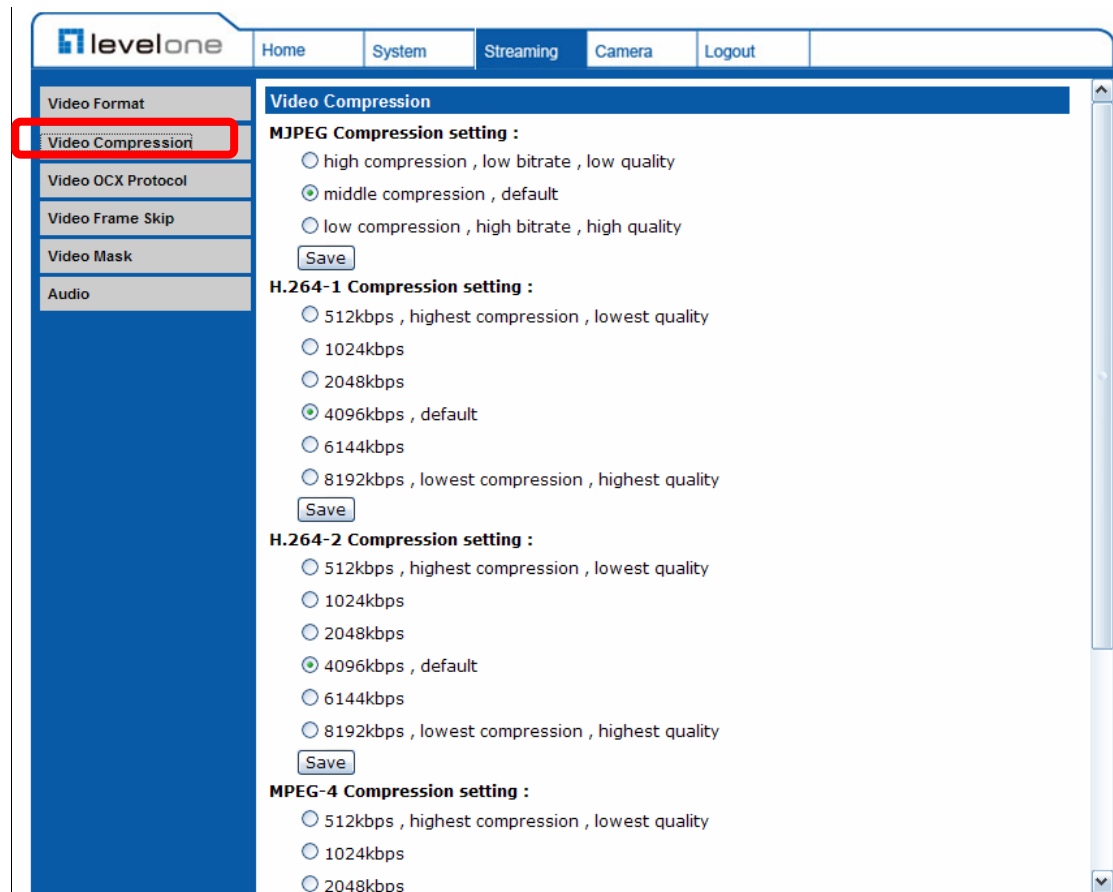 levelone
Home System Streaming Camera Logout
Video Format
Video Compression
Video OCX Protocol
Video Frame Skip
Video Mask
Audio
Video Compression
MJPEG Compression setting :
high compression , low bitrate , low quality
middle compression , default
low compression , high bitrate , high quality
Save
H.264-1 Compression setting :
512kbps , highest compression , lowest quality
1024kbps
2048kbps
4096kbps , default
6144kbps
8192kbps , lowest compression , highest quality
Save
H.264-2 Compression setting :
512kbps , highest compression , lowest quality
1024kbps
2048kbps
4096kbps , default
6144kbps
8192kbps , lowest compression , highest quality
Save
MPEG-4 Compression setting :
512kbps , highest compression , lowest quality
1024kbps
2048kbps